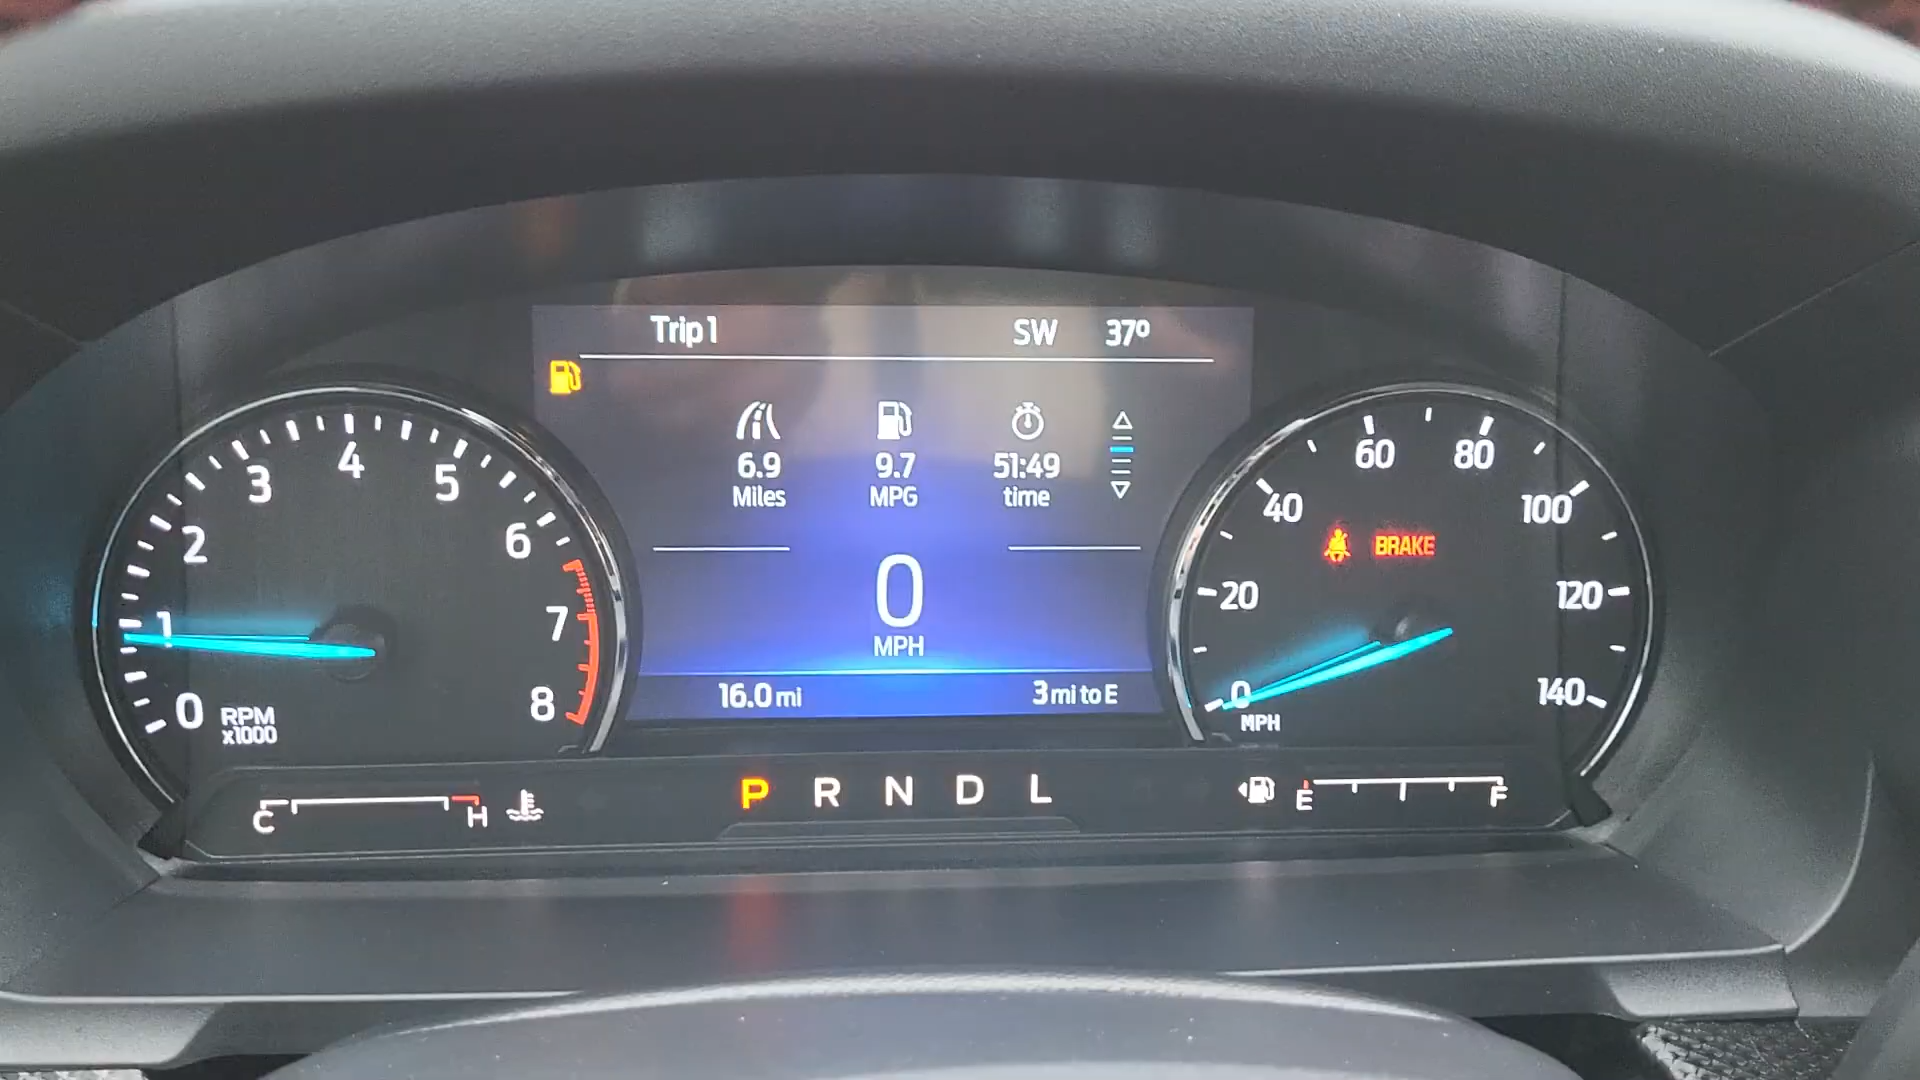 Trip 1 SW 37º
6.9 9.7 51:49
Miles MPG time
0
MPH
16.0 mi 3 mi to E
0 1 2 3 4 5 6 7 8
RPM
x1000
0 20 40 60 80 100 120 140
BRAKE
MPH
C H
P R N D L
E F